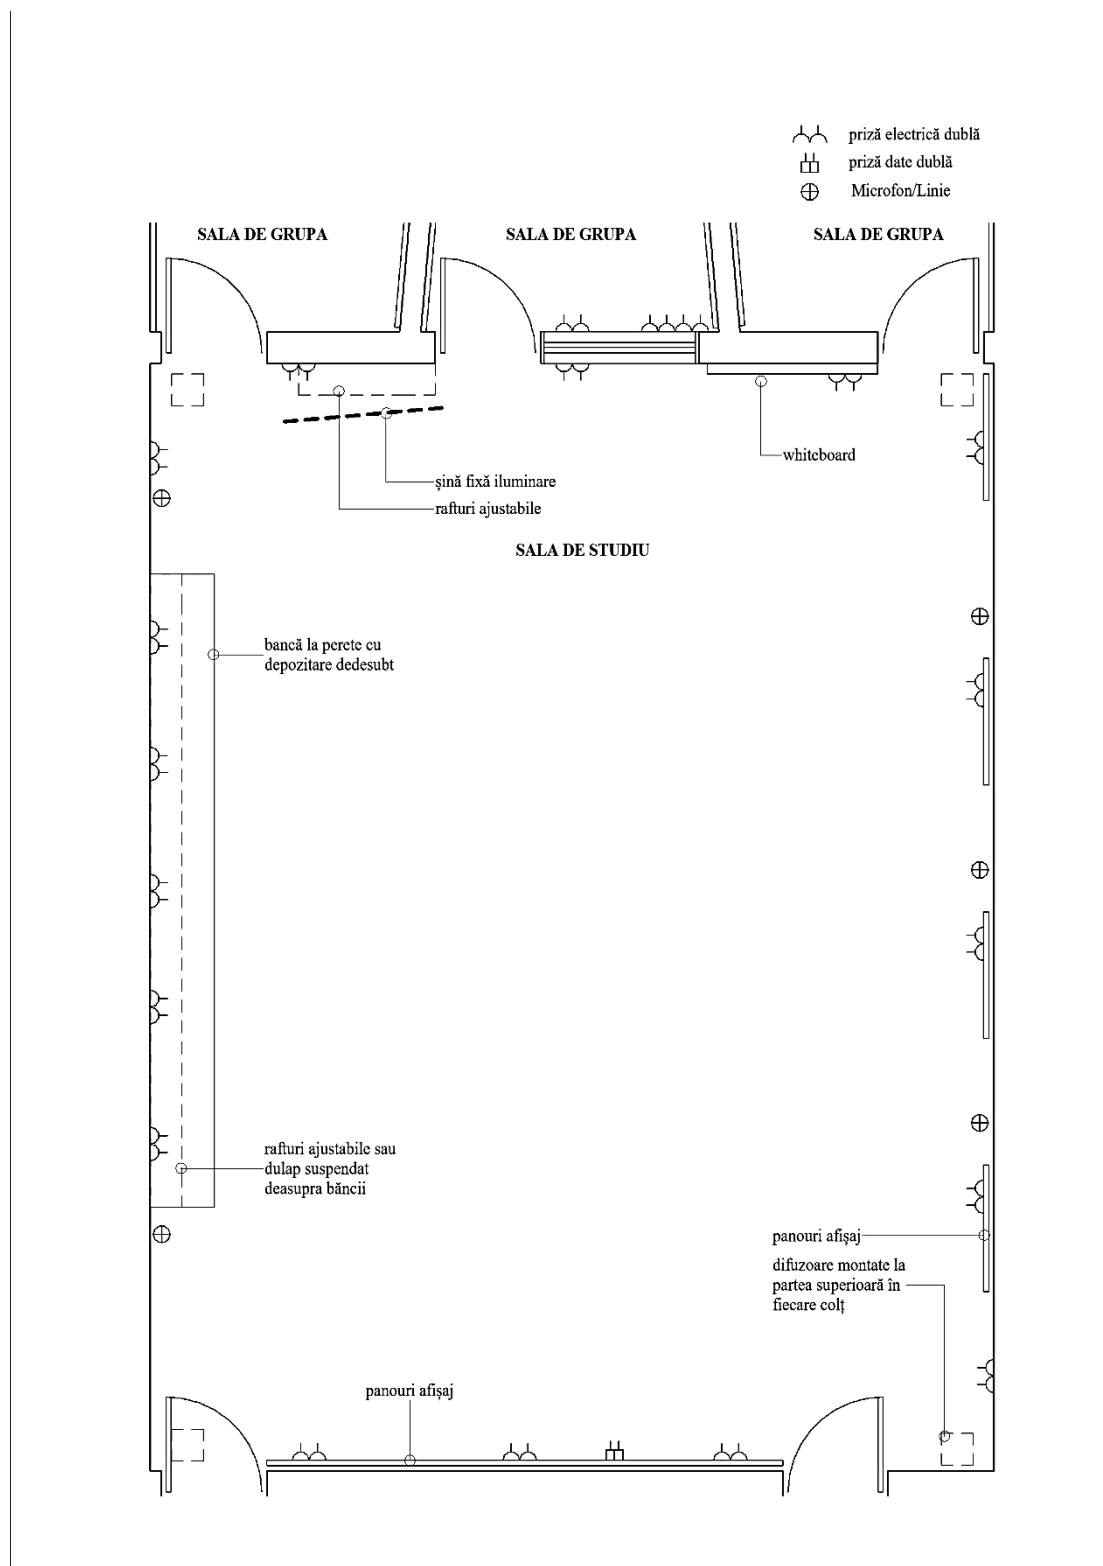 priză electrică dublă
priză date dublă
Microfon/Linie
SALA DE GRUPA
SALA DE GRUPA
SALA DE GRUPA
whiteboard
șină fixă iluminare
rafturi ajustabile
SALA DE STUDIU
bancă la perete cu
depozitare dedesubt
rafturi ajustabile sau
dulap suspendat
deasupra băncii
panouri afișaj
difuzoare montate la
partea superioară în
fiecare colț
panouri afișaj